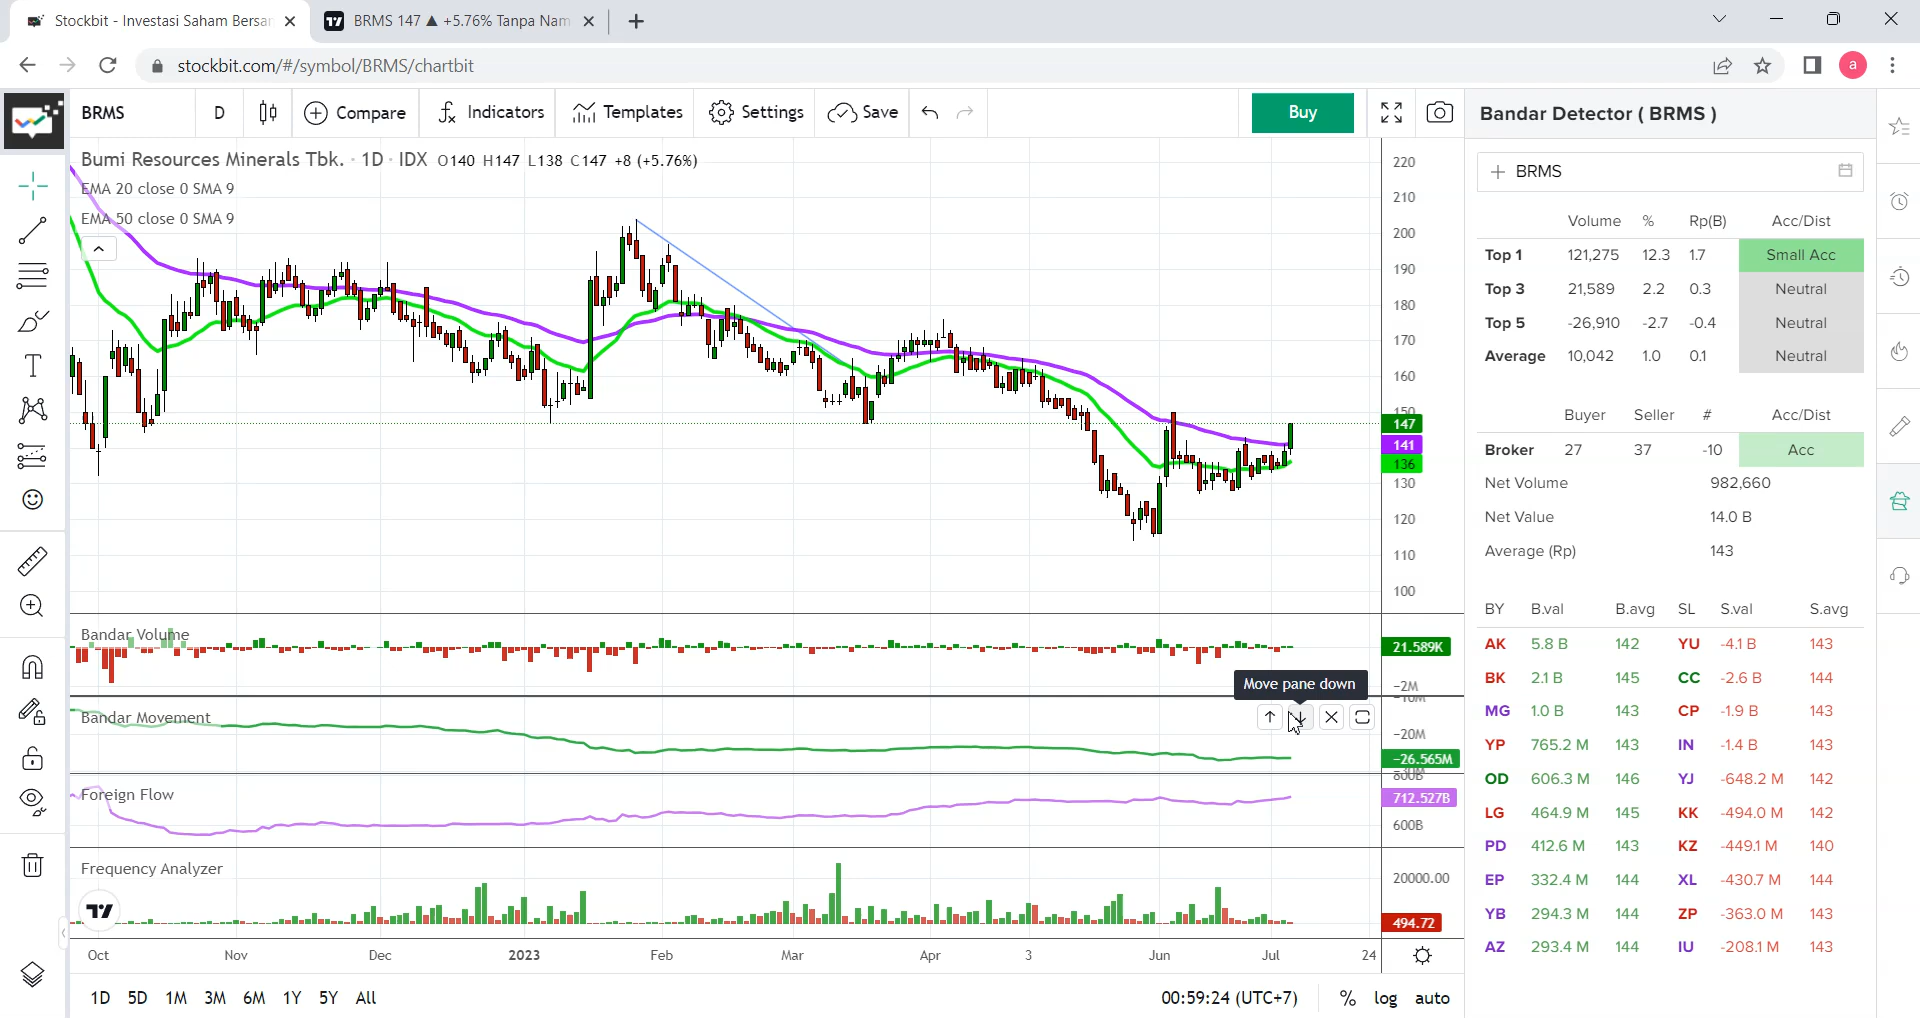 Stockbit - Investasi Saham Bersan
BRMS 147 ▲ +5.76% Tanpa Nam
stockbit.com/#/symbol/BRMS/chartbit
a
BRMS D Compare Indicators Templates Settings Save Buy
Bumi Resources Minerals Tbk. · 1D · IDX O140 H147 L138 C147 +8 (+5.76%)
EMA 20 close 0 SMA 9
EMA 50 close 0 SMA 9
220
210
200
190
180
170
160
150
147
141
136
130
120
110
100
Bandar Volume
21.589K
-2M
Move pane down
Bandar Movement
-10M
-20M
-26.565M
-30M
800B
Foreign Flow
712.527B
600B
Frequency Analyzer
20000.00
494.72
Oct Nov Dec 2023 Feb Mar Apr 3 Jun Jul 24
1D 5D 1M 3M 6M 1Y 5Y All 00:59:24 (UTC+7) % log auto
Bandar Detector ( BRMS )
BRMS
Volume % Rp(B) Acc/Dist
Top 1 121,275 12.3 1.7 Small Acc
Top 3 21,589 2.2 0.3 Neutral
Top 5 -26,910 -2.7 -0.4 Neutral
Average 10,042 1.0 0.1 Neutral
Buyer Seller # Acc/Dist
Broker 27 37 -10 Acc
Net Volume 982,660
Net Value 14.0 B
Average (Rp) 143
BY B.val B.avg SL S.val S.avg
AK 5.8 B 142 YU -4.1 B 143
BK 2.1 B 145 CC -2.6 B 144
MG 1.0 B 143 CP -1.9 B 143
YP 765.2 M 143 IN -1.4 B 143
OD 606.3 M 146 YJ -648.2 M 142
LG 464.9 M 145 KK -494.0 M 142
PD 412.6 M 143 KZ -449.1 M 140
EP 332.4 M 144 XL -430.7 M 144
YB 294.3 M 144 ZP -363.0 M 143
AZ 293.4 M 144 IU -208.1 M 143